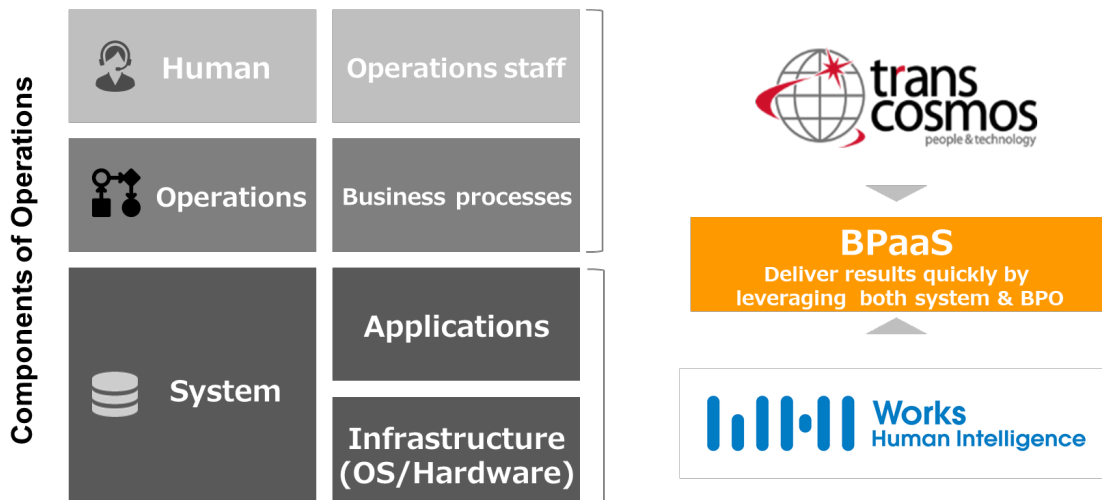 Components of Operations
Human
Operations staff
Operations
Business processes
System
Applications
Infrastructure
(OS/Hardware)
trans
cosmos
people & technology
BPaaS
Deliver results quickly by
leveraging both system & BPO
Works
Human Intelligence